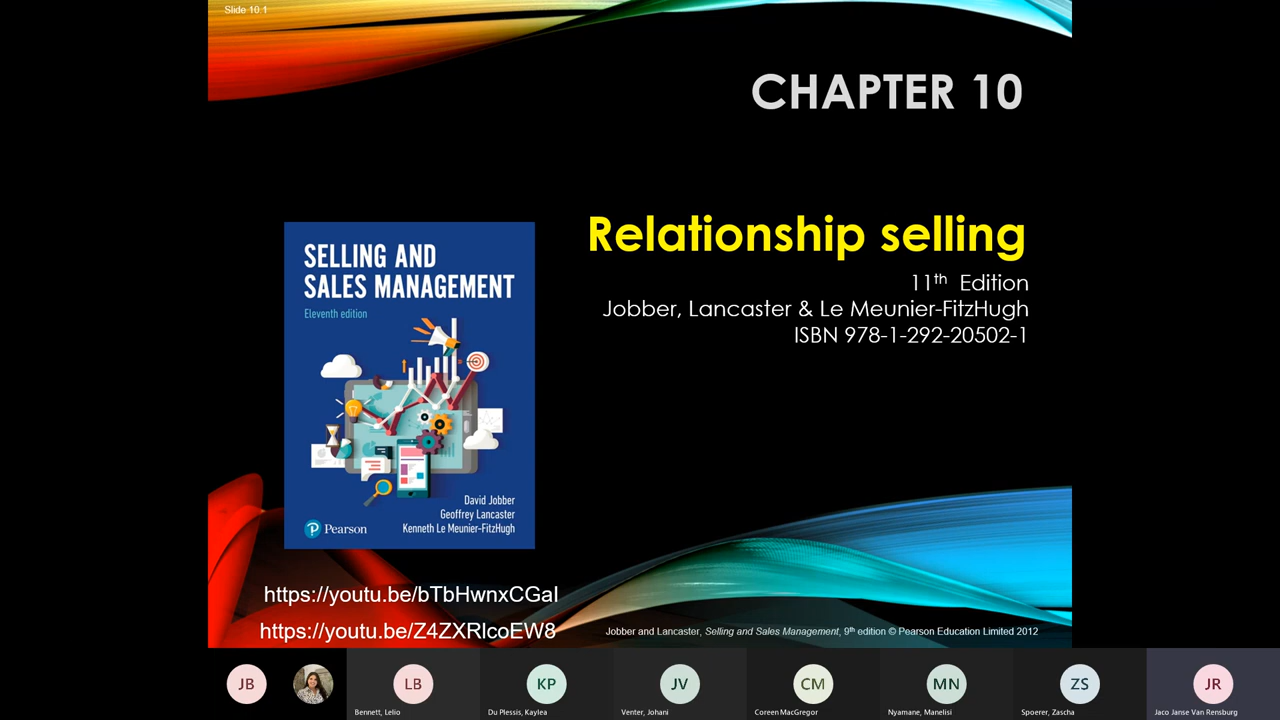 Slide 10.1
CHAPTER 10
Relationship selling
11th Edition
Jobber, Lancaster & Le Meunier-FitzHugh
ISBN 978-1-292-20502-1
SELLING AND
SALES MANAGEMENT
Eleventh edition
David Jobber
Geoffrey Lancaster
Kenneth Le Meunier-FitzHugh
Pearson
https://youtu.be/bTbHwnxCGaI
https://youtu.be/Z4ZXRlcoEW8
Jobber and Lancaster, Selling and Sales Management, 9th edition © Pearson Education Limited 2012
JB
LB
KP
JV
CM
MN
ZS
JR
Bennett, Lelio
Du Plessis, Kaylea
Venter, Johani
Coreen MacGregor
Nyamane, Manelisi
Spoerer, Zascha
Jaco Janse Van Rensburg